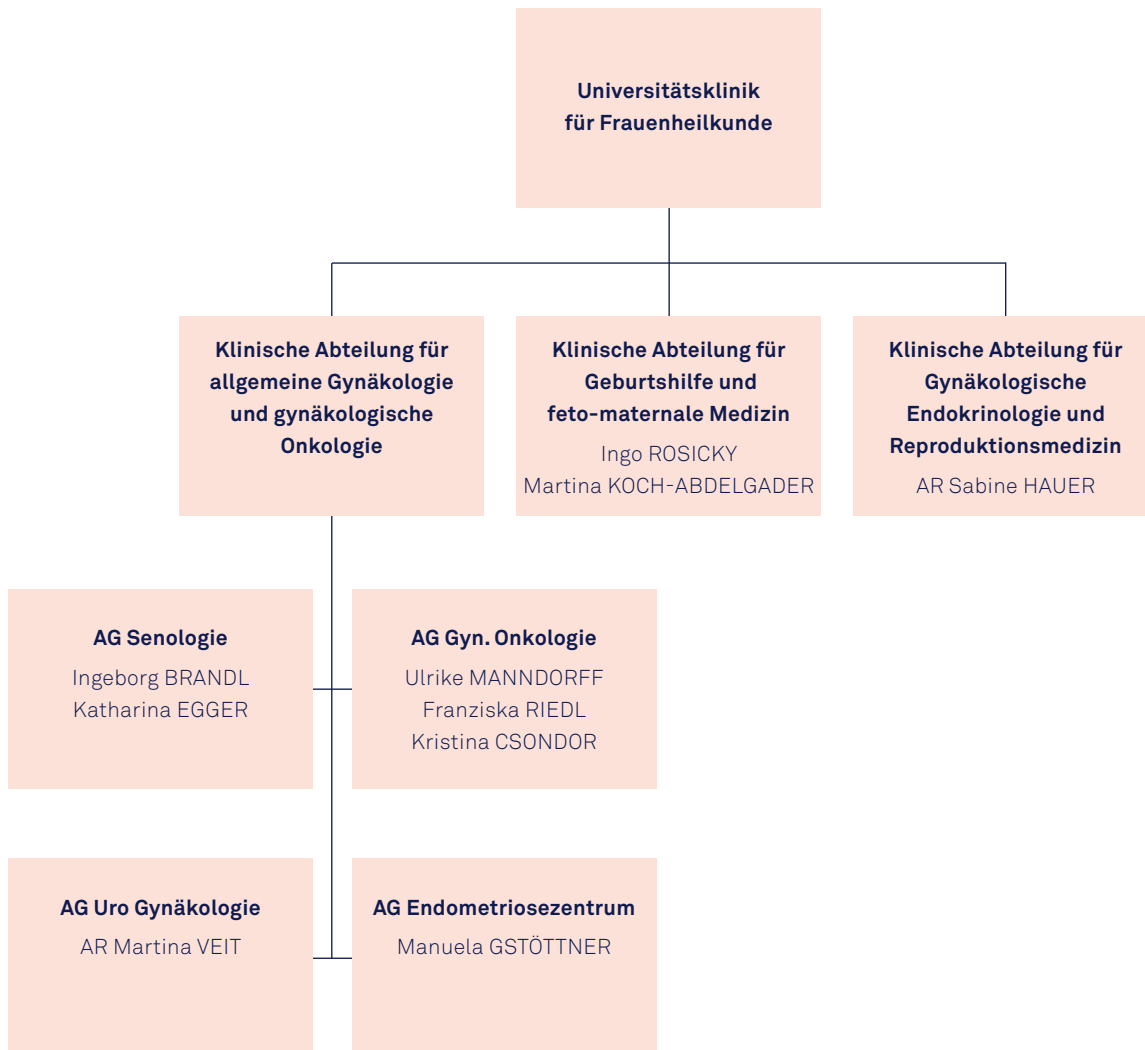 Universitätsklinik
für Frauenheilkunde
Klinische Abteilung für
allgemeine Gynäkologie
und gynäkologische
Onkologie
Klinische Abteilung für
Geburtshilfe und
feto-maternale Medizin
Ingo ROSICKY
Martina KOCH-ABDELGADER
Klinische Abteilung für
Gynäkologische
Endokrinologie und
Reproduktionsmedizin
AR Sabine HAUER
AG Senologie
Ingeborg BRANDL
Katharina EGGER
AG Gyn. Onkologie
Ulrike MANNDORFF
Franziska RIEDL
Kristina CSONDOR
AG Uro Gynäkologie
AR Martina VEIT
AG Endometriosezentrum
Manuela GSTÖTTNER